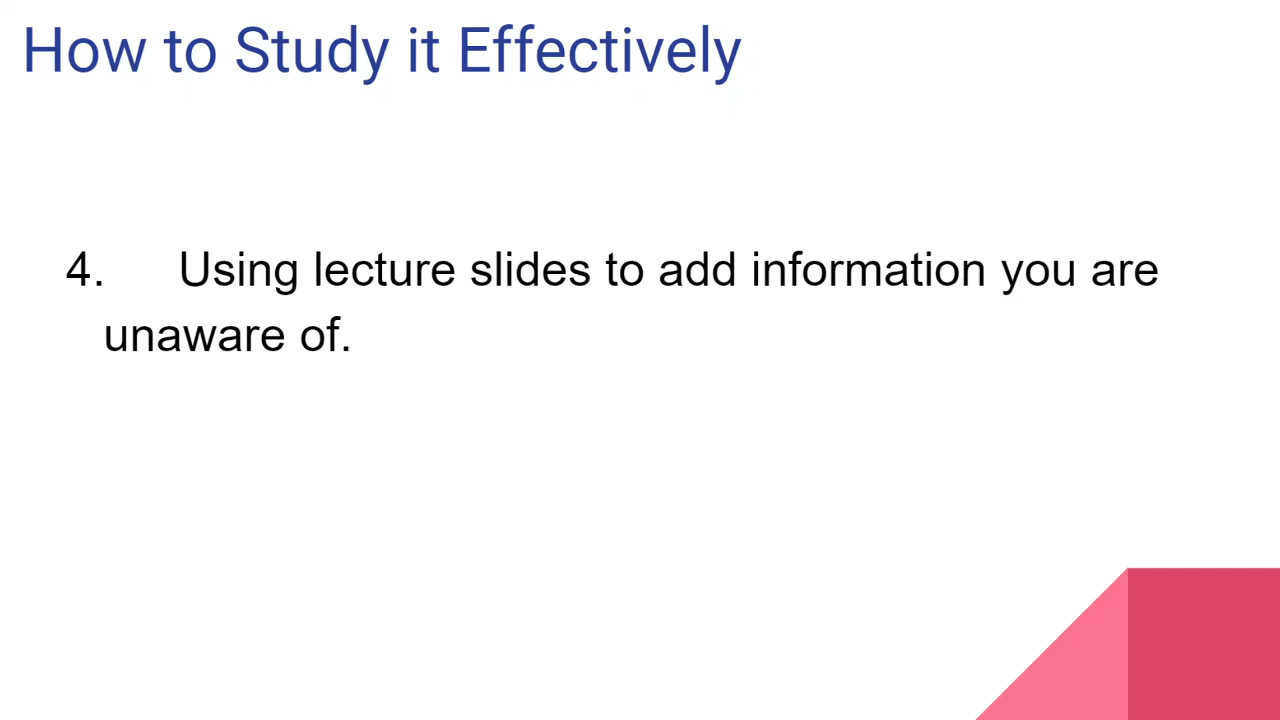 How to Study it Effectively
4. Using lecture slides to add information you are
unaware of.